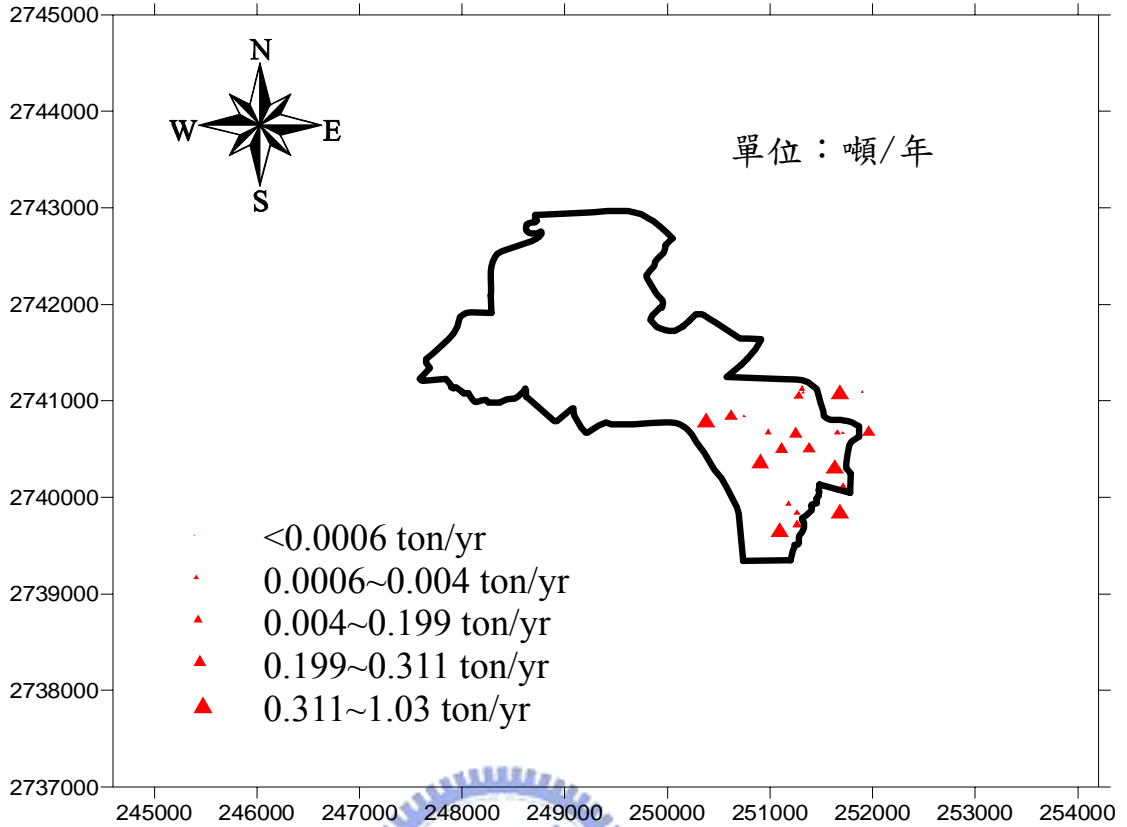 2745000
2744000
2743000
2742000
2741000
2740000
2739000
2738000
2737000
N
W
E
S
單位：噸/年
<0.0006 ton/yr
0.0006~0.004 ton/yr
0.004~0.199 ton/yr
0.199~0.311 ton/yr
0.311~1.03 ton/yr
245000 246000 247000 248000 249000 250000 251000 252000 253000 254000